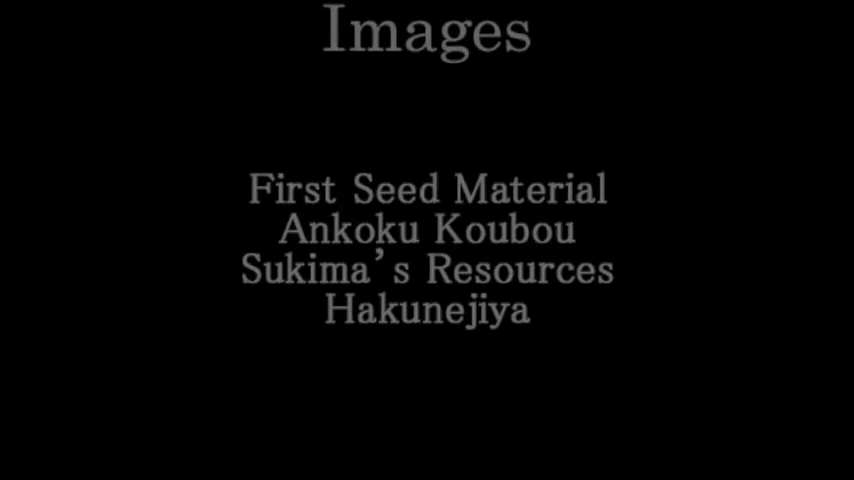 Images
First Seed Material
Ankoku Koubou
Sukima’s Resources
Hakunejiya